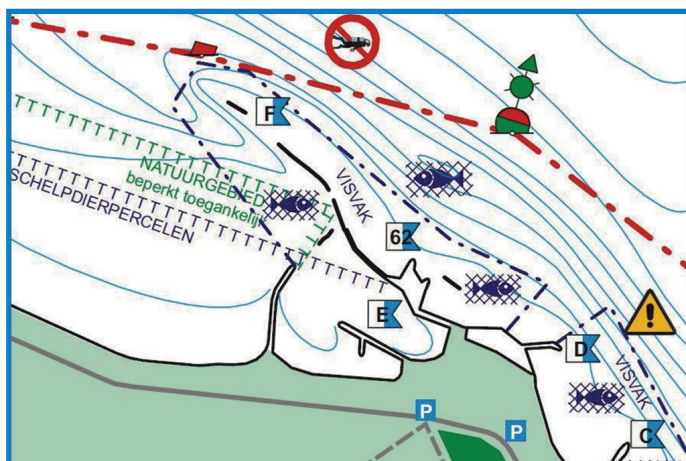 F
VISVAK
NATUURGEBIED
beperkt toegankelijk
SCHELPDIERPERCELEN
62
E
D
VISVAK
C
P
P